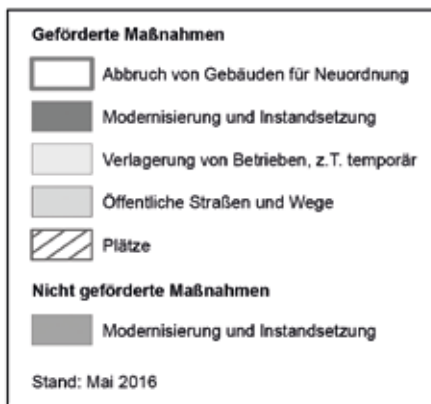 Geförderte Maßnahmen
Abbruch von Gebäuden für Neuordnung
Modernisierung und Instandsetzung
Verlagerung von Betrieben, z.T. temporär
Öffentliche Straßen und Wege
Plätze
Nicht geförderte Maßnahmen
Modernisierung und Instandsetzung
Stand: Mai 2016